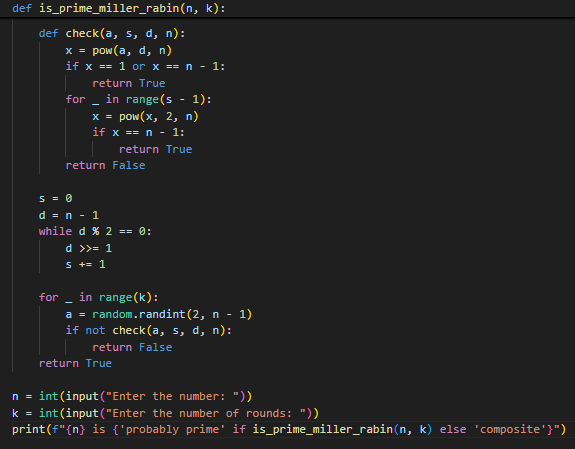 def is_prime_miller_rabin(n, k):
    def check(a, s, d, n):
        x = pow(a, d, n)
        if x == 1 or x == n - 1:
            return True
        for _ in range(s - 1):
            x = pow(x, 2, n)
            if x == n - 1:
                return True
        return False
    s = 0
    d = n - 1
    while d % 2 == 0:
        d >>= 1
        s += 1
    for _ in range(k):
        a = random.randint(2, n - 1)
        if not check(a, s, d, n):
            return False
    return True
n = int(input("Enter the number: "))
k = int(input("Enter the number of rounds: "))
print(f"{n} is {'probably prime' if is_prime_miller_rabin(n, k) else 'composite'}")